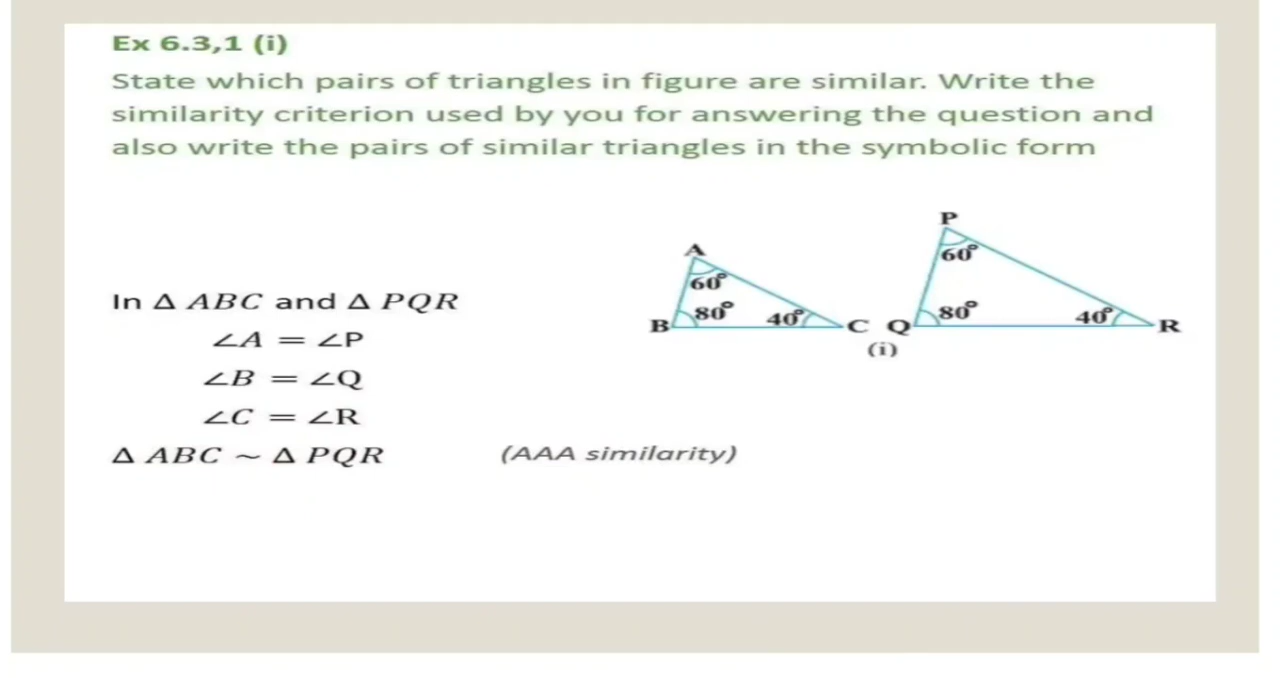 Ex 6.3,1 (i)
State which pairs of triangles in figure are similar. Write the
similarity criterion used by you for answering the question and
also write the pairs of similar triangles in the symbolic form
In Δ ABC and Δ PQR
∠A = ∠P
∠B = ∠Q
∠C = ∠R
Δ ABC ~ Δ PQR (AAA similarity)
A
60°
B 80° 40° C
P
60°
Q 80° 40° R
(i)